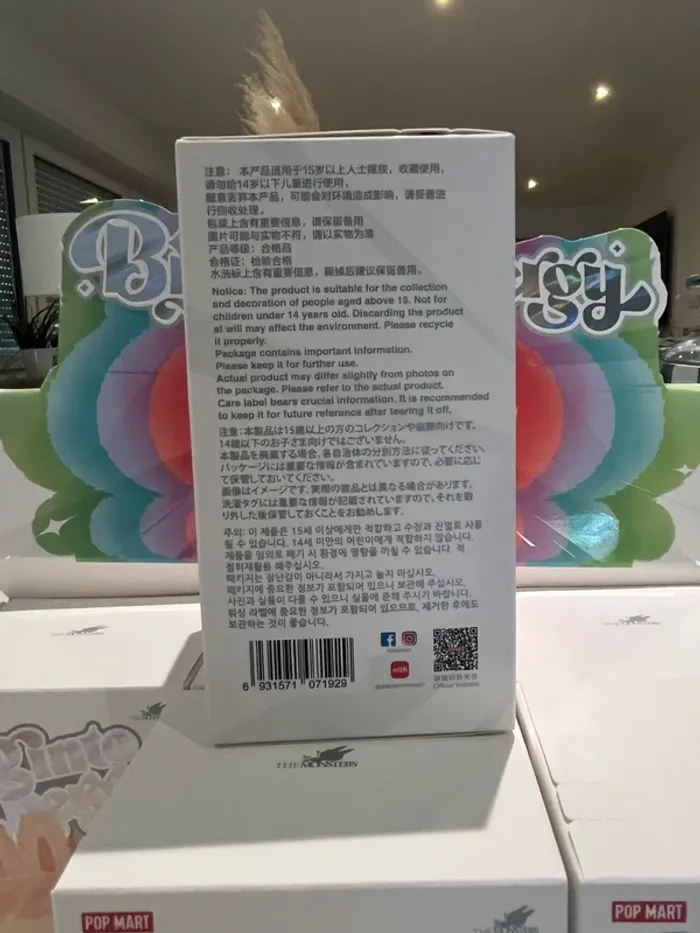 注意： 本产品适用于15岁以上人士摆放，收藏使用，
请勿给14岁以下儿童进行使用。
随意丢弃本产品，可能会对环境造成影响，请妥善进
行回收处理。
包装上含有重要信息，请保留备用
图片可能与实物不符，请以实物为准
产品等级：合格品
合格证：检验合格
水洗标上含有重要信息，撕掉后建议保留备用。
Notice: The product is suitable for the collection
and decoration of people aged above 15. Not for
children under 14 years old. Discarding the product
at will may affect the environment. Please recycle
it properly.
Package contains important information.
Please keep it for further use.
Actual product may differ slightly from photos on
the package. Please refer to the actual product.
Care label bears crucial information. It is recommended
to keep it for future reference after tearing it off.
注意：本製品は15歳以上の方のコレクションや装飾向けです。
14歳以下のお子さま向けではございません。
本製品を廃棄する場合、各自治体の分別方法に従ってください。
パッケージには重要な情報が含まれていますので、必要に応じ
て保管しておいてください。
画像はイメージです。実際の商品とは異なる場合があります。
洗濯タグには重要な情報が記載されていますので、それを取
り外した後保管しておくことをお勧めします。
주의: 이 제품은 15세 이상에게만 적합하고 수장과 진열로 사용
될 수 있습니다. 14세 미만의 어린이에게 적합하지 않습니다.
제품을 임의로 폐기 시 환경에 영향을 끼칠 수 있습니다. 적
절히재활용 해주십시오.
패키지는 장난감이 아니라서 가지고 놀지 마십시오.
패키지에 중요한 정보가 포함되어 있으니 보관해 주십시오.
사진과 실물이 다를 수 있으니 실물에 준해 주시기 바랍니다.
워싱 라벨에 중요한 정보가 포함되어 있으므로, 제거한 후에도
보관하는 것이 좋습니다.
6 931571 071929
小红书
Official Website
Bi
rgy
THE MONSTERS
into
POP MART
POP MART